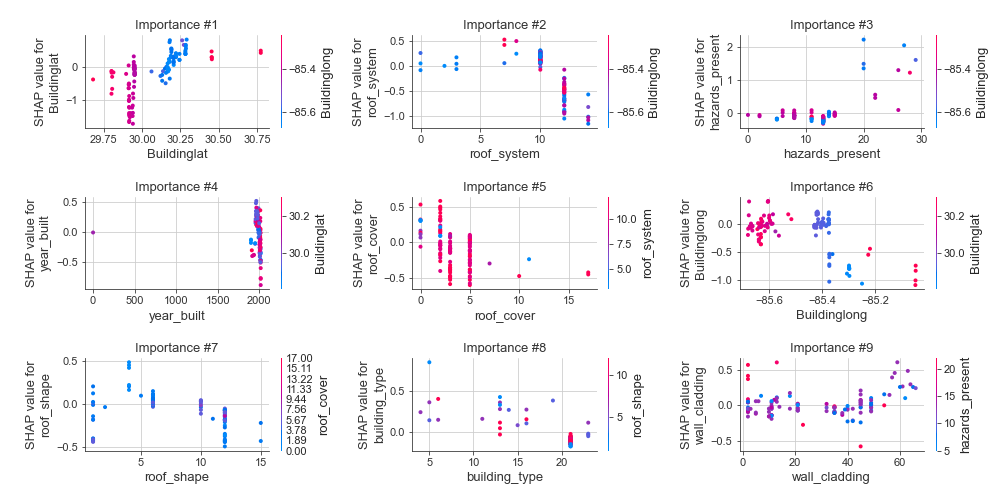 Importance #1
SHAP value for
Buildinglat
0
−1
29.75 30.00 30.25 30.50 30.75
Buildinglat
−85.4
−85.6
Buildinglong
Importance #2
SHAP value for
roof_system
0.5
0.0
−0.5
−1.0
0 5 10
roof_system
−85.4
−85.6
Buildinglong
Importance #3
SHAP value for
hazards_present
2
1
0
0 10 20 30
hazards_present
−85.4
−85.6
Buildinglong
Importance #4
SHAP value for
year_built
0.5
0.0
−0.5
0 500 1000 1500 2000
year_built
30.2
30.0
Buildinglat
Importance #5
SHAP value for
roof_cover
0.5
0.0
−0.5
0 5 10 15
roof_cover
10.0
7.5
5.0
roof_system
Importance #6
SHAP value for
Buildinglong
0.0
−0.5
−1.0
−85.6 −85.4 −85.2
Buildinglong
30.2
30.0
Buildinglat
Importance #7
SHAP value for
roof_shape
0.5
0.0
−0.5
5 10 15
roof_shape
17.00
15.11
13.22
11.33
9.44
7.56
5.67
3.78
1.89
0.00
roof_cover
Importance #8
SHAP value for
building_type
0.5
0.0
5 10 15 20
building_type
10
5
roof_shape
Importance #9
SHAP value for
wall_cladding
0.5
0.0
−0.5
0 20 40 60
wall_cladding
20
15
10
5
hazards_present